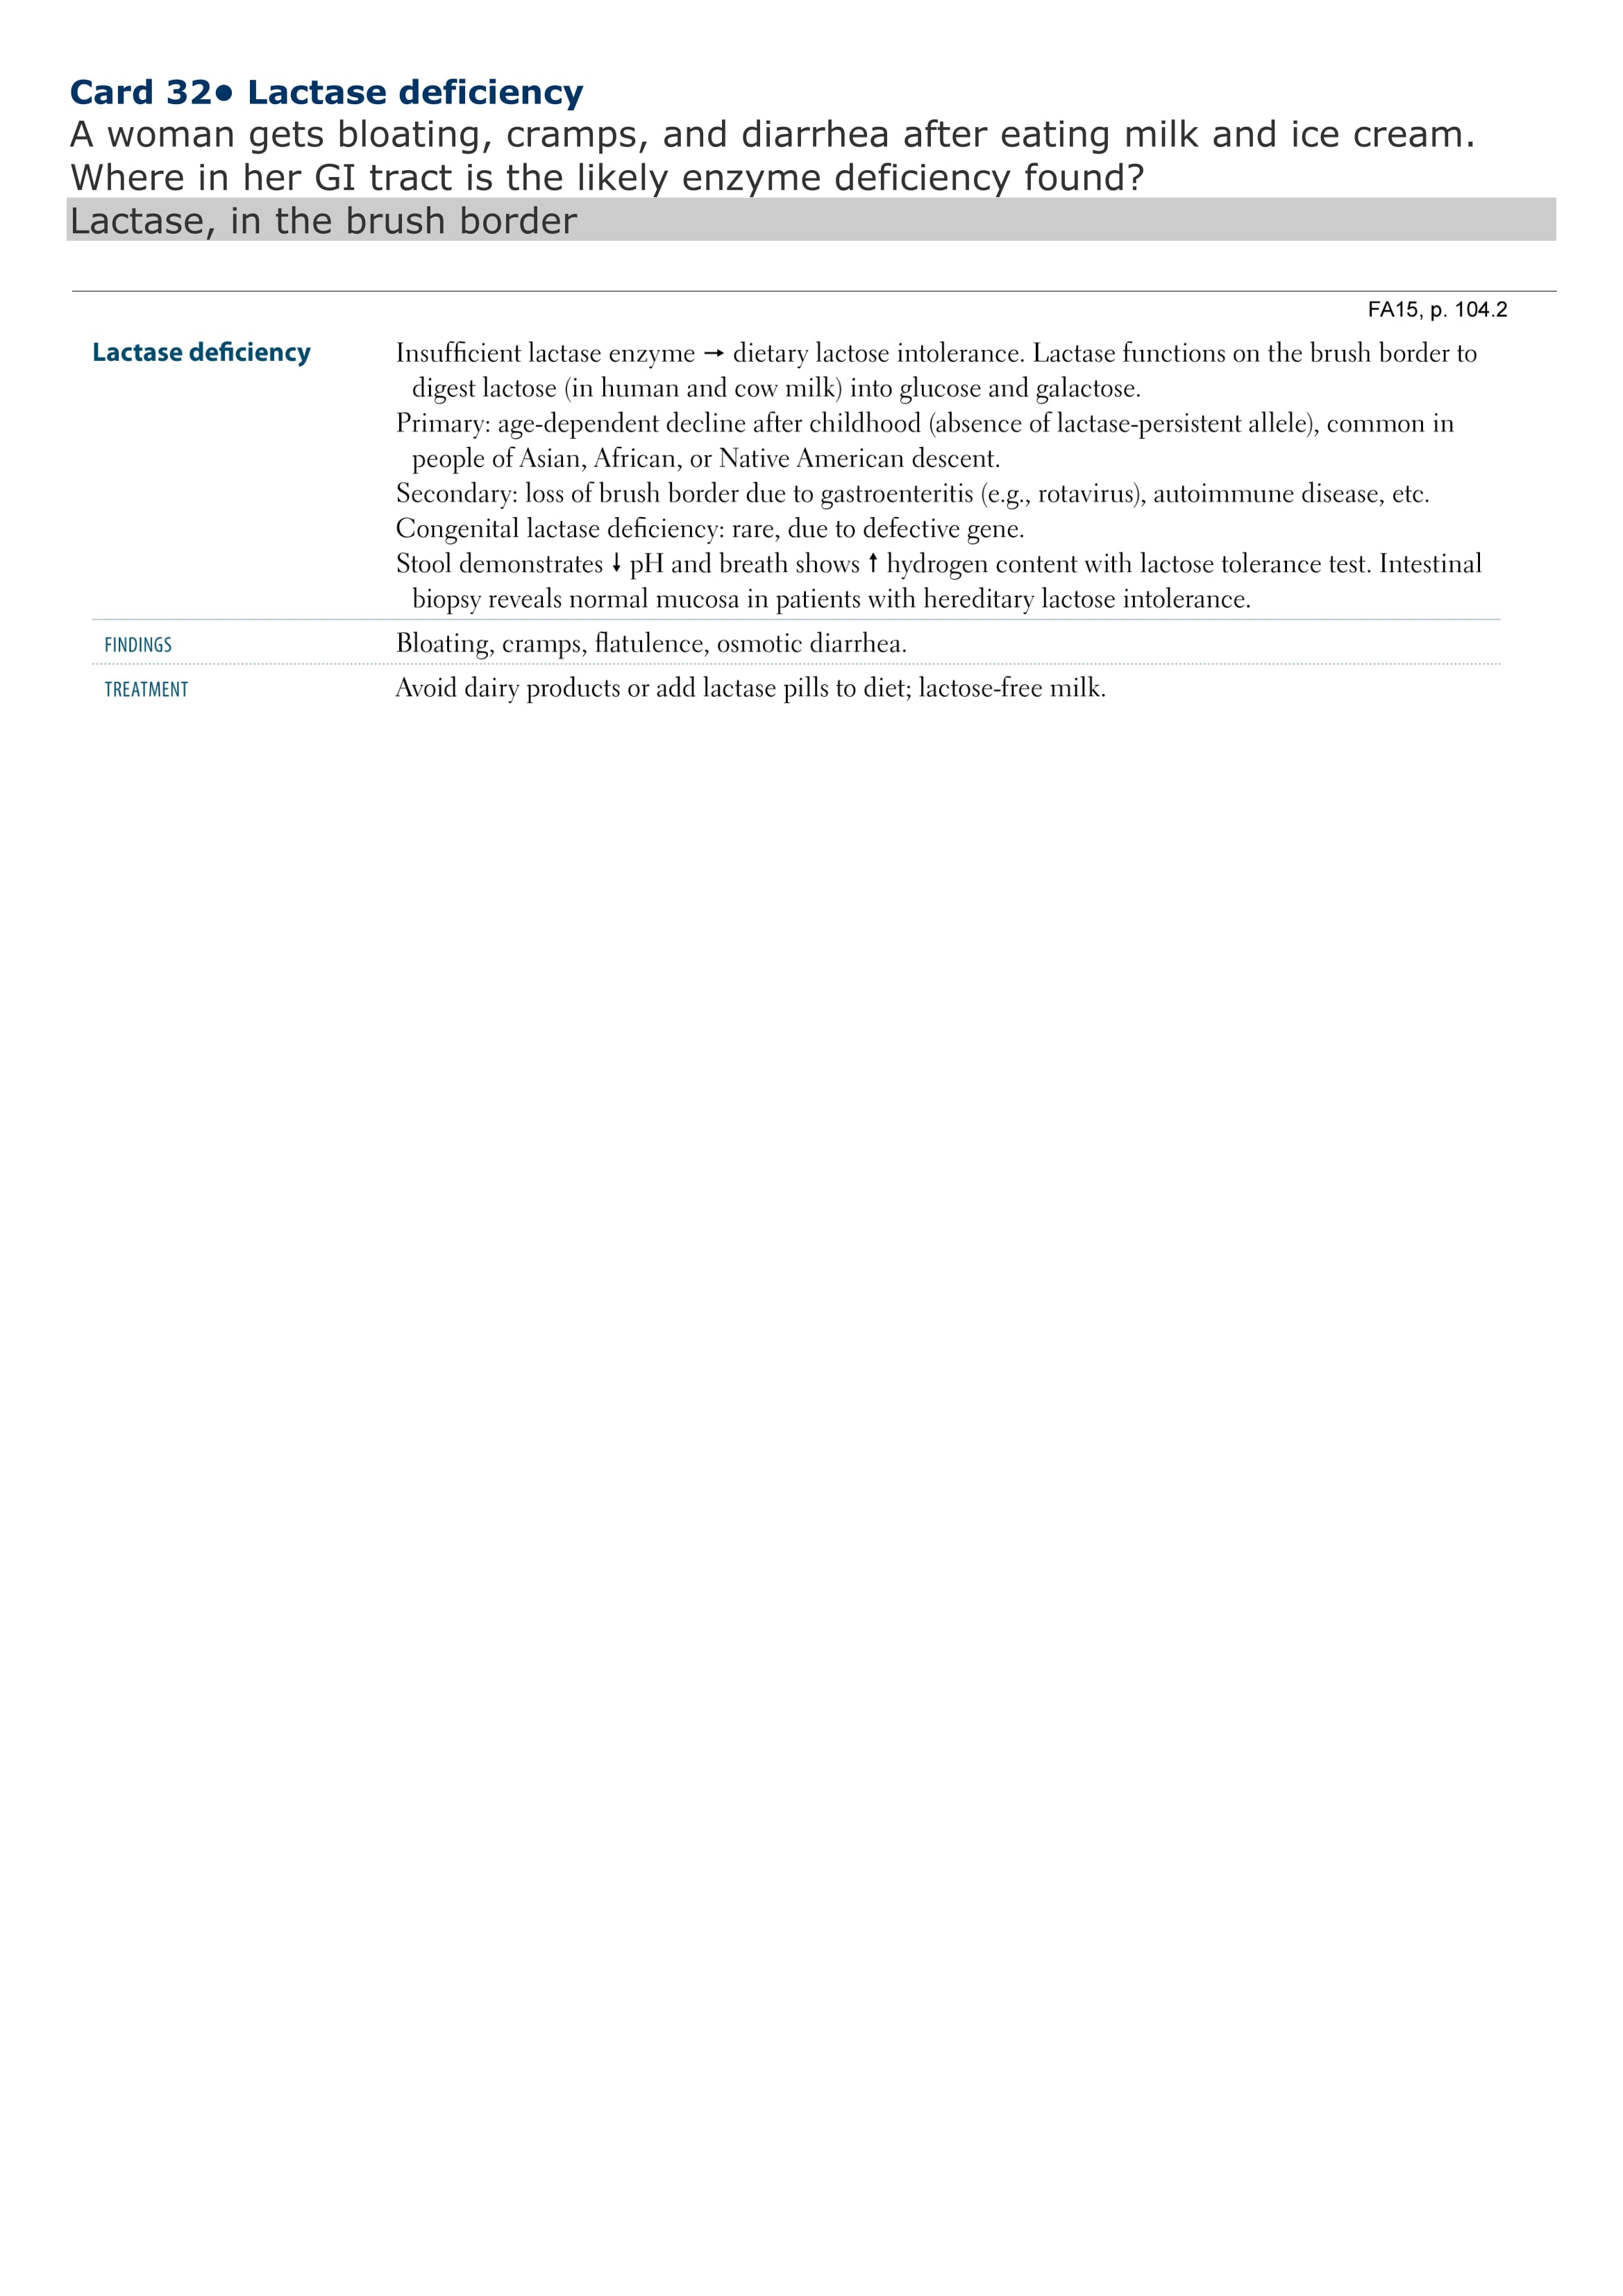 Card 32● Lactase deficiency
A woman gets bloating, cramps, and diarrhea after eating milk and ice cream.
Where in her GI tract is the likely enzyme deficiency found?
Lactase, in the brush border
FA15, p. 104.2
Lactase deficiency Insufficient lactase enzyme → dietary lactose intolerance. Lactase functions on the brush border to
digest lactose (in human and cow milk) into glucose and galactose.
Primary: age-dependent decline after childhood (absence of lactase-persistent allele), common in
people of Asian, African, or Native American descent.
Secondary: loss of brush border due to gastroenteritis (e.g., rotavirus), autoimmune disease, etc.
Congenital lactase deficiency: rare, due to defective gene.
Stool demonstrates ↓ pH and breath shows ↑ hydrogen content with lactose tolerance test. Intestinal
biopsy reveals normal mucosa in patients with hereditary lactose intolerance.
FINDINGS Bloating, cramps, flatulence, osmotic diarrhea.
TREATMENT Avoid dairy products or add lactase pills to diet; lactose-free milk.